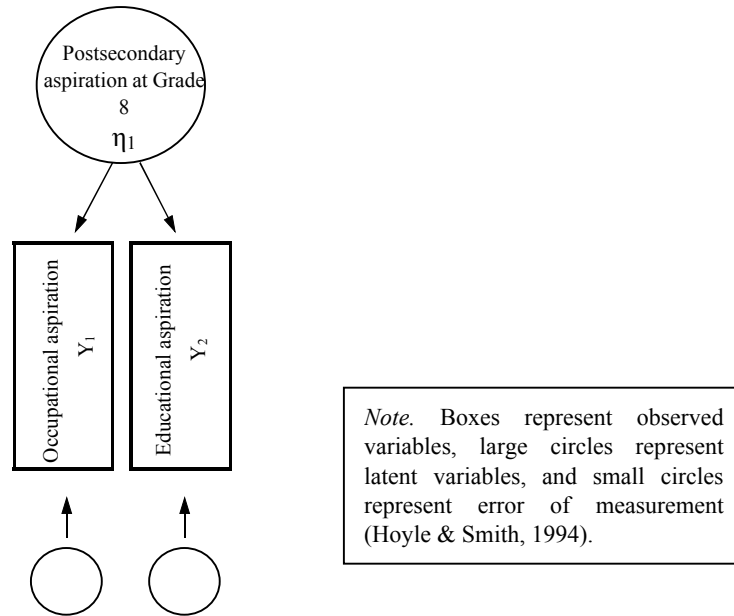 Postsecondary
aspiration at Grade
8
η₁
Occupational aspiration
Y₁
Educational aspiration
Y₂
Note. Boxes represent observed
variables, large circles represent
latent variables, and small circles
represent error of measurement
(Hoyle & Smith, 1994).